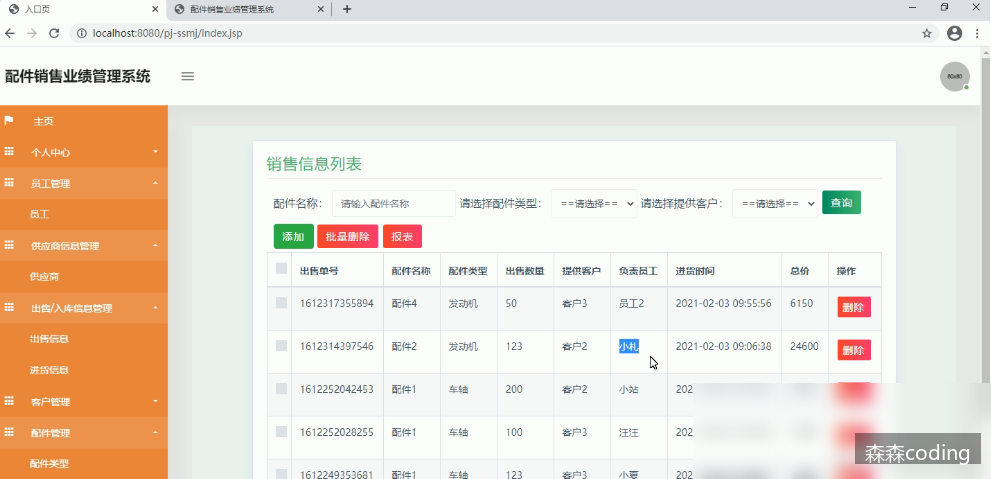 入口页
配件销售业绩管理系统
localhost:8080/pj-ssmj/index.jsp
配件销售业绩管理系统
60x60
主页
个人中心
员工管理
员工
供应商信息管理
供应商
出售/入库信息管理
出售信息
进货信息
客户管理
配件管理
配件类型
销售信息列表
配件名称： 请输入配件名称 请选择配件类型： ==请选择== 请选择提供客户： ==请选择== 查询
添加 批量删除 报表
出售单号 配件名称 配件类型 出售数量 提供客户 负责员工 进货时间 总价 操作
1612317355894 配件4 发动机 50 客户3 员工2 2021-02-03 09:55:56 6150 删除
1612314397546 配件2 发动机 123 客户2 小札 2021-02-03 09:06:38 24600 删除
1612252042453 配件1 车轴 200 客户2 小站 202
1612252028255 配件1 车轴 100 客户3 汪汪 202
1612249353681 配件1 车轴 123 客户3 小夏 202
森森coding